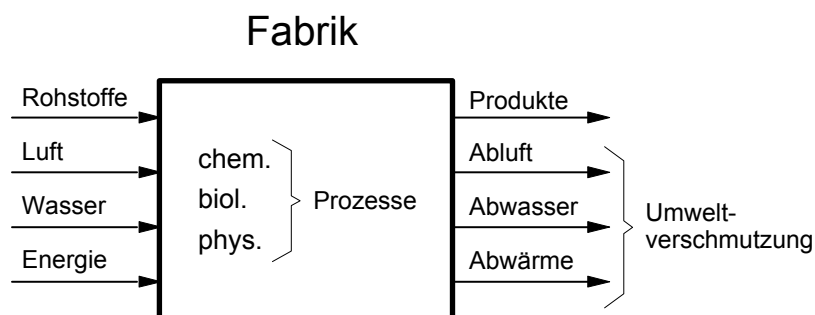 Fabrik
Rohstoffe
Luft
Wasser
Energie
chem.
biol.
phys.
Prozesse
Produkte
Abluft
Abwasser
Abwärme
Umwelt-
verschmutzung